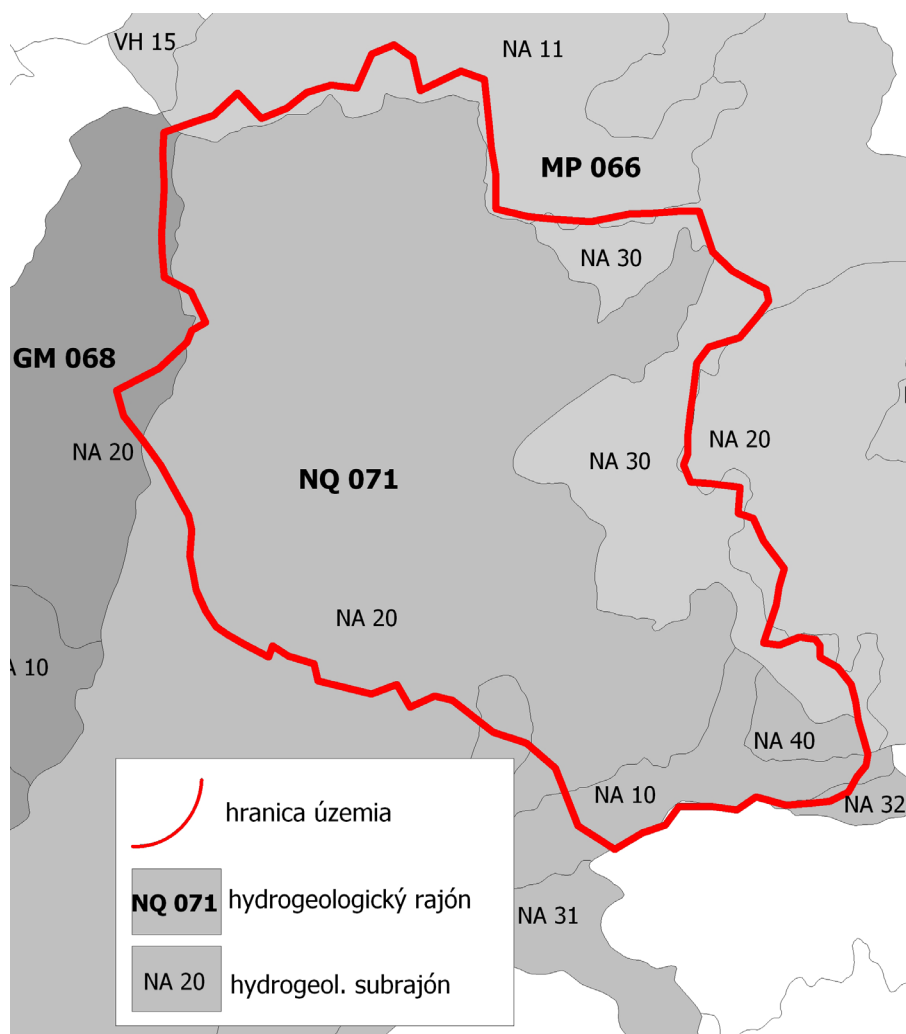 VH 15
NA 11
MP 066
NA 30
GM 068
NA 20
NQ 071
NA 30
NA 20
NA 20
A 10
NA 40
NA 10
NA 32
NA 31
hranica územia
NQ 071 hydrogeologický rajón
NA 20 hydrogeol. subrajón